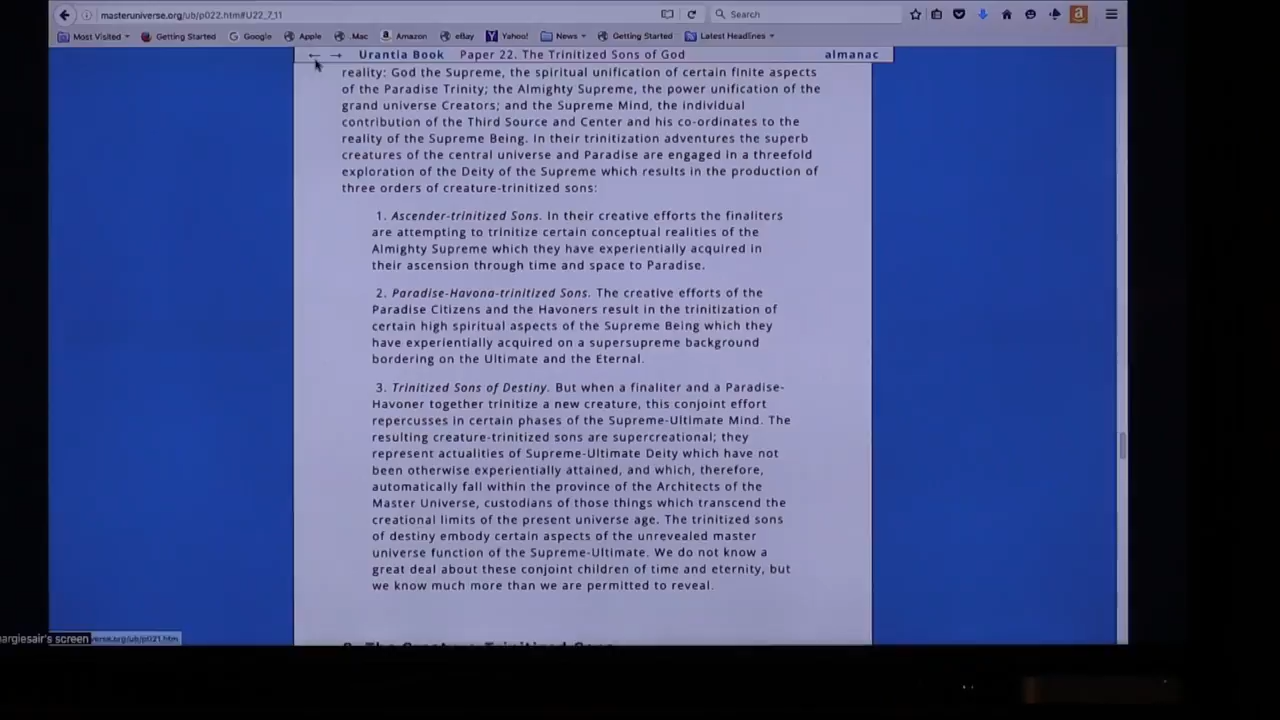 masteruniverse.org/ub/p022.htm#U22_7_11
Search
Most Visited
Getting Started
Google
Apple
.Mac
Amazon
eBay
Yahoo!
News
Getting Started
Latest Headlines
← → Urantia Book Paper 22. The Trinitized Sons of God almanac
reality: God the Supreme, the spiritual unification of certain finite aspects
of the Paradise Trinity; the Almighty Supreme, the power unification of the
grand universe Creators; and the Supreme Mind, the individual
contribution of the Third Source and Center and his co-ordinates to the
reality of the Supreme Being. In their trinitization adventures the superb
creatures of the central universe and Paradise are engaged in a threefold
exploration of the Deity of the Supreme which results in the production of
three orders of creature-trinitized sons:
1. Ascender-trinitized Sons. In their creative efforts the finaliters
are attempting to trinitize certain conceptual realities of the
Almighty Supreme which they have experientially acquired in
their ascension through time and space to Paradise.
2. Paradise-Havona-trinitized Sons. The creative efforts of the
Paradise Citizens and the Havoners result in the trinitization of
certain high spiritual aspects of the Supreme Being which they
have experientially acquired on a supersupreme background
bordering on the Ultimate and the Eternal.
3. Trinitized Sons of Destiny. But when a finaliter and a Paradise-
Havoner together trinitize a new creature, this conjoint effort
repercusses in certain phases of the Supreme-Ultimate Mind. The
resulting creature-trinitized sons are supercreational; they
represent actualities of Supreme-Ultimate Deity which have not
been otherwise experientially attained, and which, therefore,
automatically fall within the province of the Architects of the
Master Universe, custodians of those things which transcend the
creational limits of the present universe age. The trinitized sons
of destiny embody certain aspects of the unrevealed master
universe function of the Supreme-Ultimate. We do not know a
great deal about these conjoint children of time and eternity, but
we know much more than we are permitted to reveal.
argiesair's screen
verse.org/ub/p021.htm